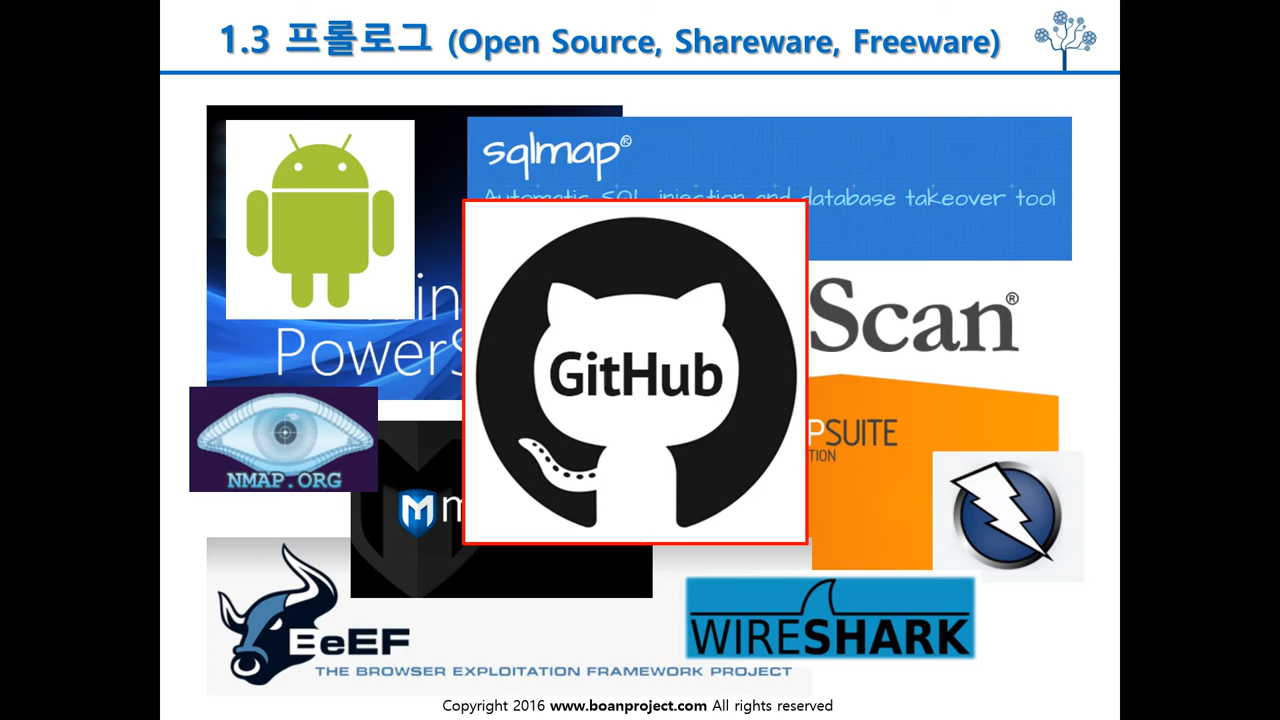 1.3 프롤로그 (Open Source, Shareware, Freeware)
sqlmap®
Automatic SQL injection and database takeover tool
in
PowerS
GitHub
Scan®
PSUITE
TION
NMAP.ORG
M m
BeEF
THE BROWSER EXPLOITATION FRAMEWORK PROJECT
WIRESHARK
Copyright 2016 www.boanproject.com All rights reserved